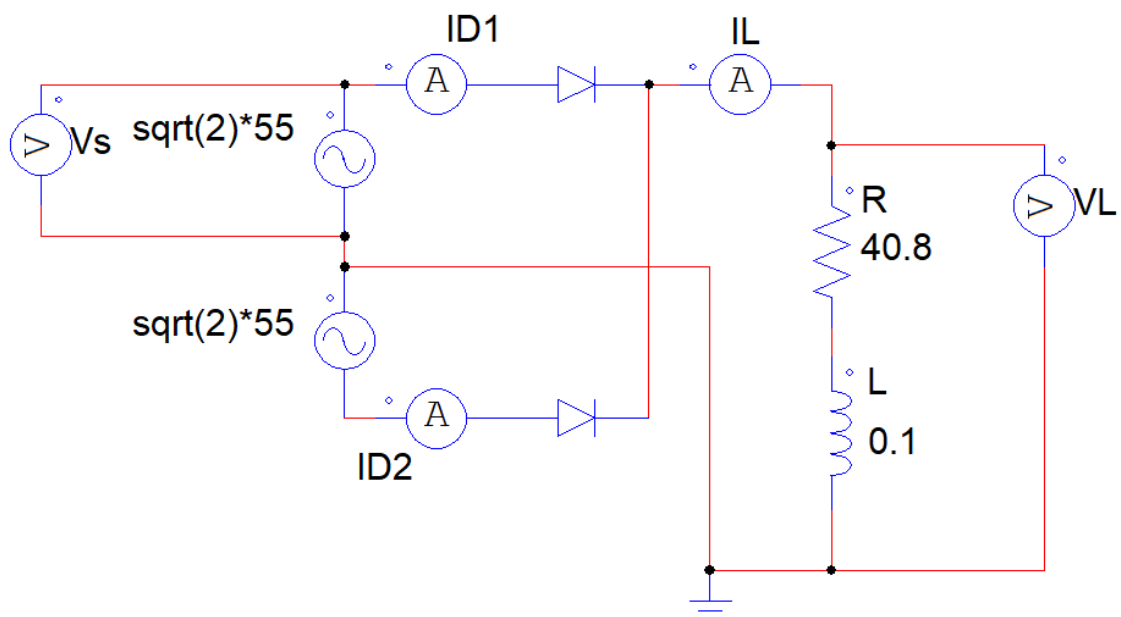 ID1
IL
A
A
V
Vs
sqrt(2)*55
R
40.8
V
VL
sqrt(2)*55
L
0.1
A
ID2